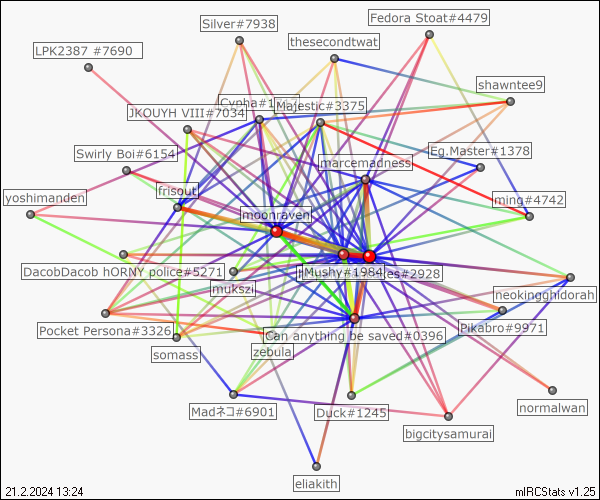 Silver#7938
Fedora Stoat#4479
LPK2387 #7690
thesecondtwat
shawntee9
Majestic#3375
JKOUYH VIII#7034
Swirly Boi#6154
marcemadness
Eg.Master#1378
yoshimanden
frisout
ming#4742
moonraven
DacobDacob hORNY police#5271
Mushy#1984
#2928
mukszi
neokingghidorah
Pocket Persona#3326
Can anything be saved#0396
Pikabro#9971
somass
zebula
Madネコ#6901
Duck#1245
normalwan
bigcitysamurai
eliakith
21.2.2024 13:24
mIRCStats v1.25